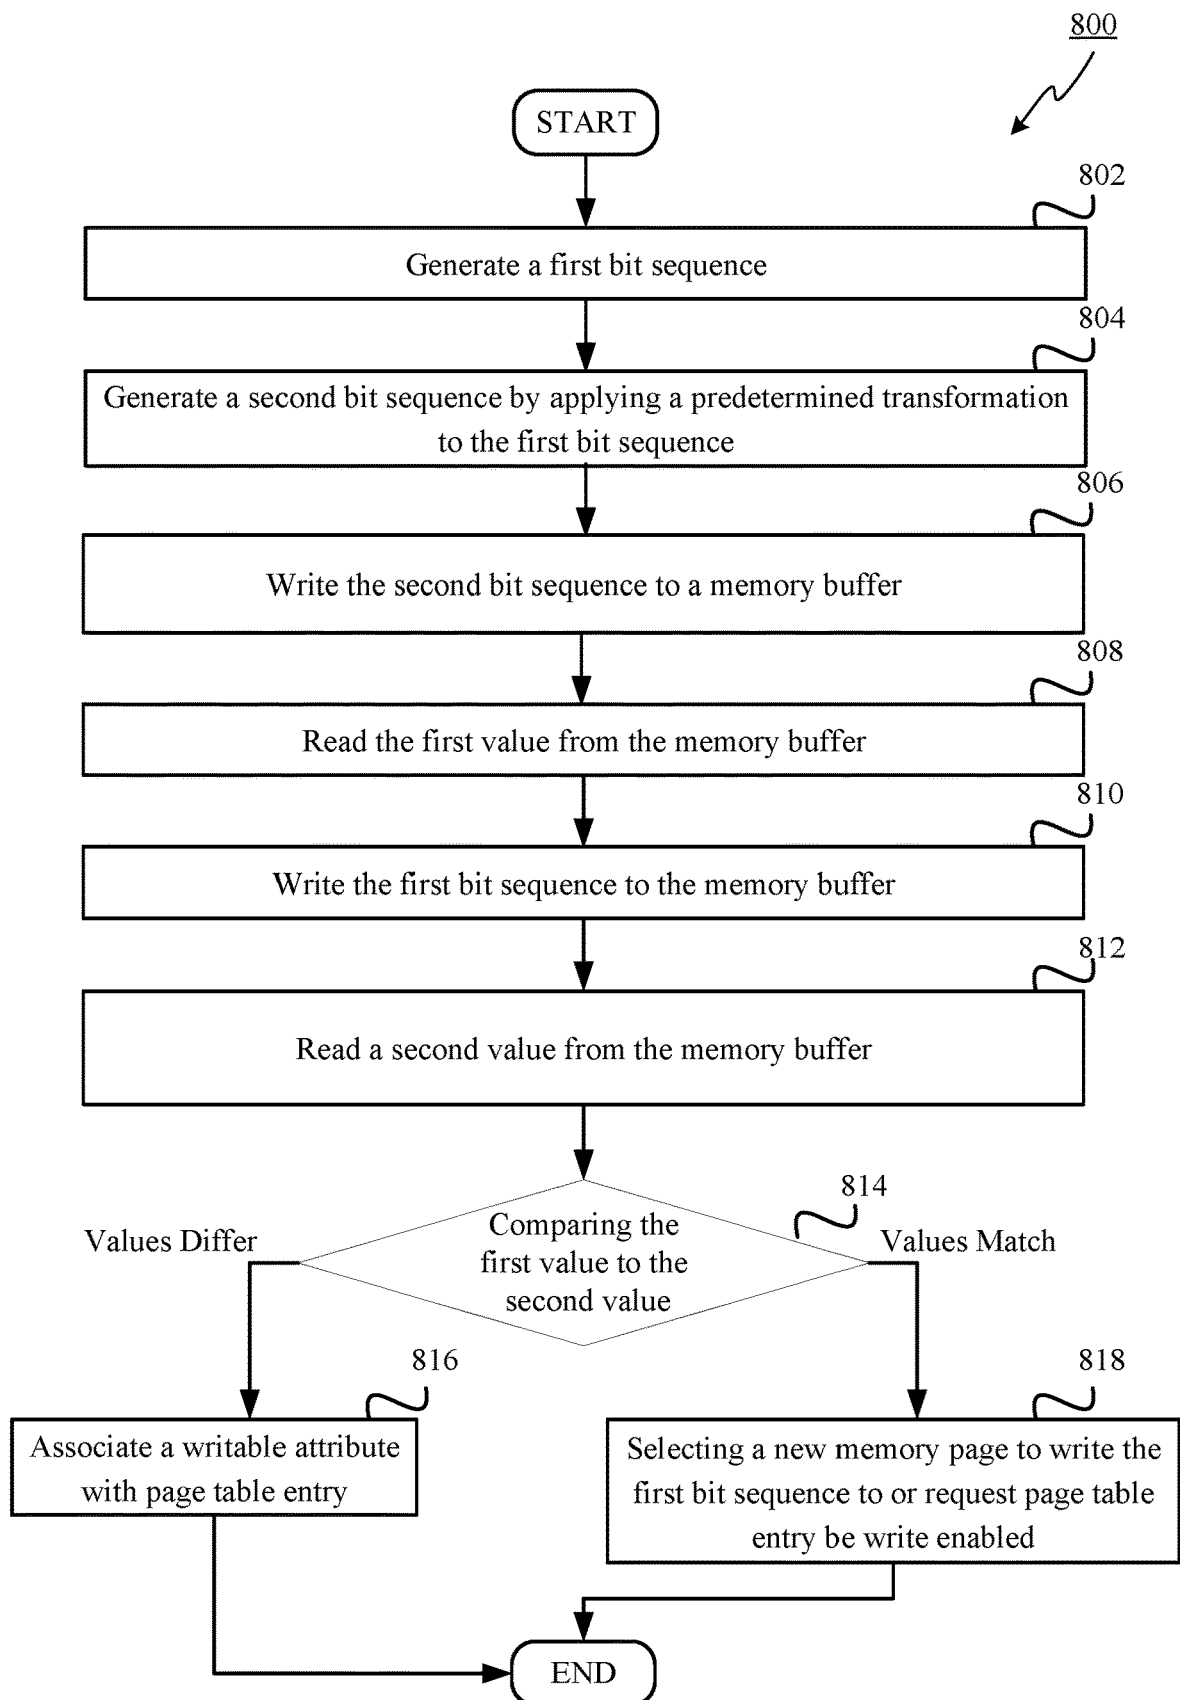 800
START
802
Generate a first bit sequence
804
Generate a second bit sequence by applying a predetermined transformation
to the first bit sequence
806
Write the second bit sequence to a memory buffer
808
Read the first value from the memory buffer
810
Write the first bit sequence to the memory buffer
812
Read a second value from the memory buffer
814
Comparing the
first value to the
second value
Values Differ
Values Match
816
Associate a writable attribute
with page table entry
818
Selecting a new memory page to write the
first bit sequence to or request page table
entry be write enabled
END